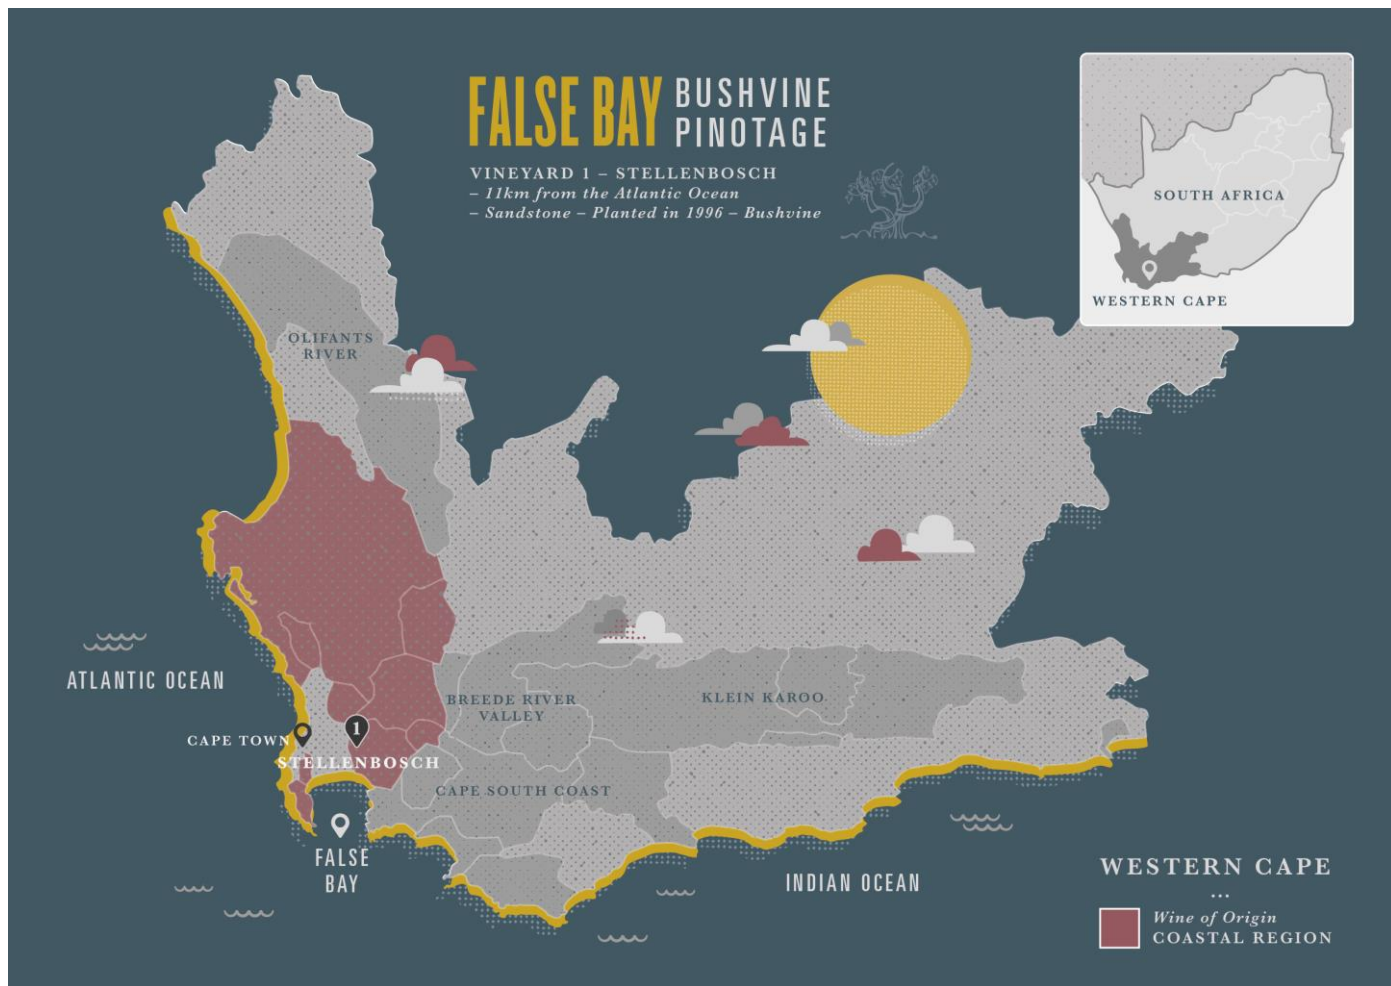 FALSE BAY BUSHVINE
PINOTAGE
VINEYARD 1 – STELLENBOSCH
– 11km from the Atlantic Ocean
– Sandstone – Planted in 1996 – Bushvine
SOUTH AFRICA
WESTERN CAPE
OLIFANTS
RIVER
ATLANTIC OCEAN
BREEDE RIVER
VALLEY
KLEIN KAROO
1
CAPE TOWN
STELLENBOSCH
CAPE SOUTH COAST
FALSE
BAY
INDIAN OCEAN
WESTERN CAPE
Wine of Origin
COASTAL REGION